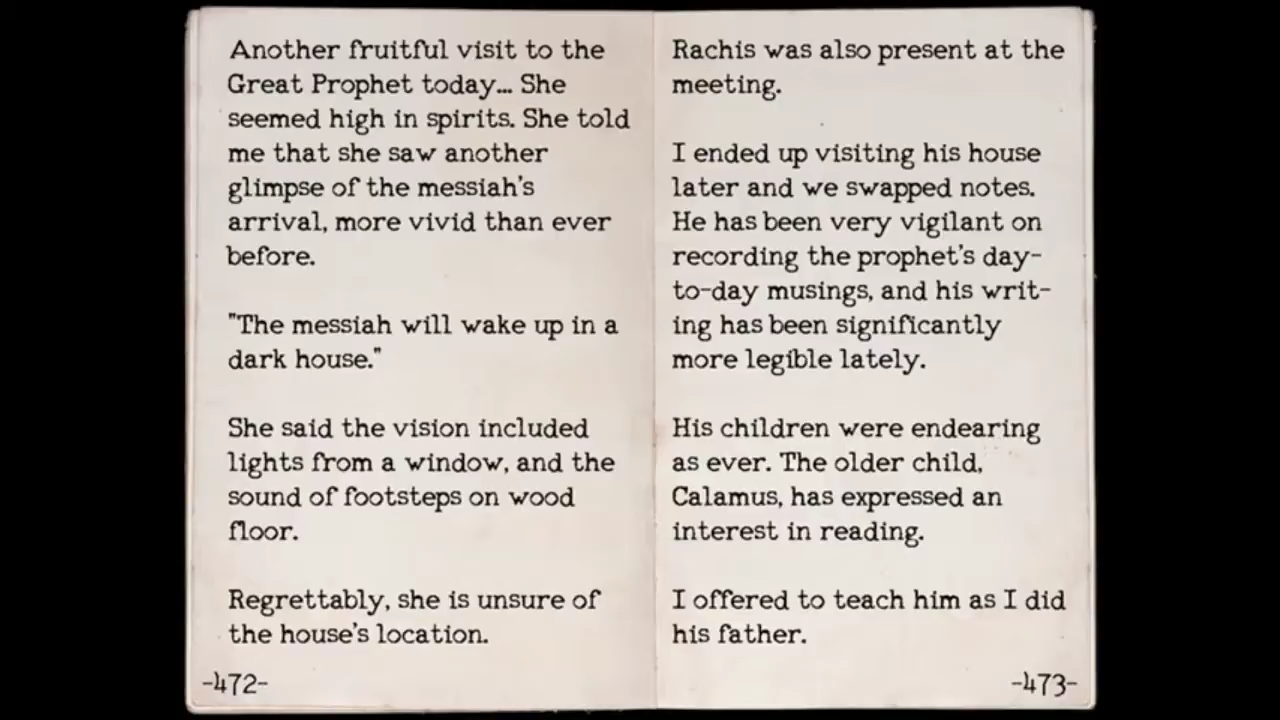 Another fruitful visit to the
Great Prophet today... She
seemed high in spirits. She told
me that she saw another
glimpse of the messiah's
arrival, more vivid than ever
before.
"The messiah will wake up in a
dark house."
She said the vision included
lights from a window, and the
sound of footsteps on wood
floor.
Regrettably, she is unsure of
the house's location.
-472-
Rachis was also present at the
meeting.
I ended up visiting his house
later and we swapped notes.
He has been very vigilant on
recording the prophet's day-
to-day musings, and his writ-
ing has been significantly
more legible lately.
His children were endearing
as ever. The older child,
Calamus, has expressed an
interest in reading.
I offered to teach him as I did
his father.
-473-